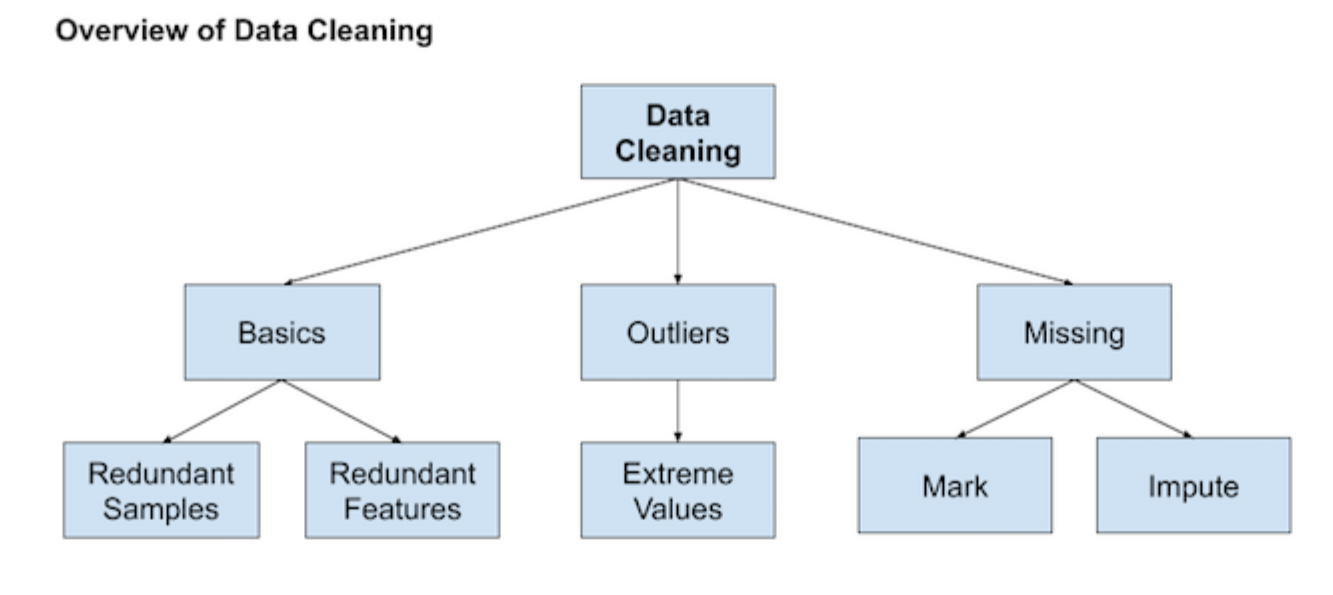 Overview of Data Cleaning
Data
Cleaning
Basics
Outliers
Missing
Redundant
Samples
Redundant
Features
Extreme
Values
Mark
Impute